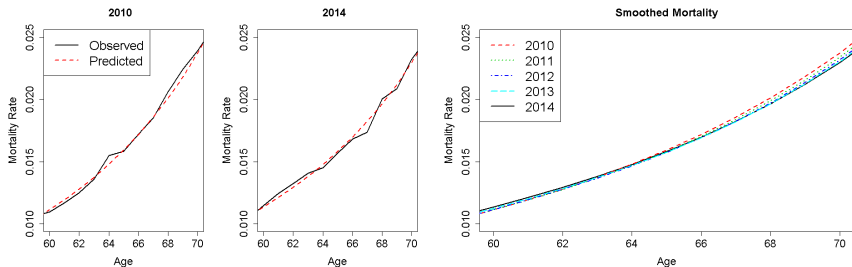 2010
Mortality Rate
0.010 0.015 0.020 0.025
Observed
Predicted
60 62 64 66 68 70
Age
2014
Mortality Rate
0.010 0.015 0.020 0.025
60 62 64 66 68 70
Age
Smoothed Mortality
Mortality Rate
0.010 0.015 0.020 0.025
2010
2011
2012
2013
2014
60 62 64 66 68 70
Age